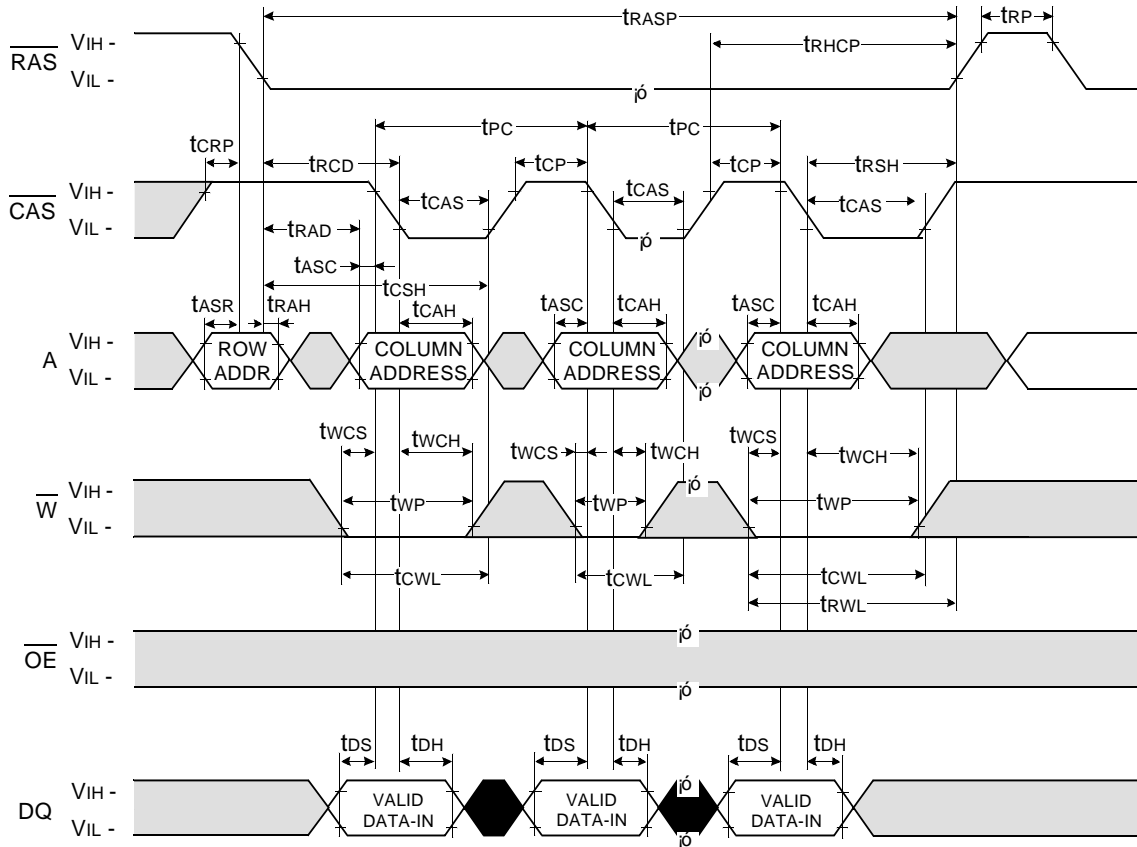 tRASP
tRP
VIH -
tRHCP
RAS
VIL -
¡ó
tPC
tPC
tCRP
tRCD
tCP
tCP
tRSH
VIH -
CAS
tCAS
tCAS
tCAS
VIL -
tRAD
¡ó
tASC
tCSH
tASR
tRAH
tCAH
tASC
tCAH
tASC
tCAH
VIH -
¡ó
A
ROW
ADDR.
COLUMN
ADDRESS
COLUMN
ADDRESS
COLUMN
ADDRESS
VIL -
¡ó
tWCS
tWCH
tWCS
tWCH
tWCS
tWCH
VIH -
¡ó
W
tWP
tWP
tWP
VIL -
tCWL
tCWL
tCWL
tRWL
VIH -
¡ó
OE
VIL -
¡ó
tDS
tDH
tDS
tDH
tDS
tDH
VIH -
¡ó
DQ
VALID
DATA-IN
VALID
DATA-IN
VALID
DATA-IN
VIL -
¡ó